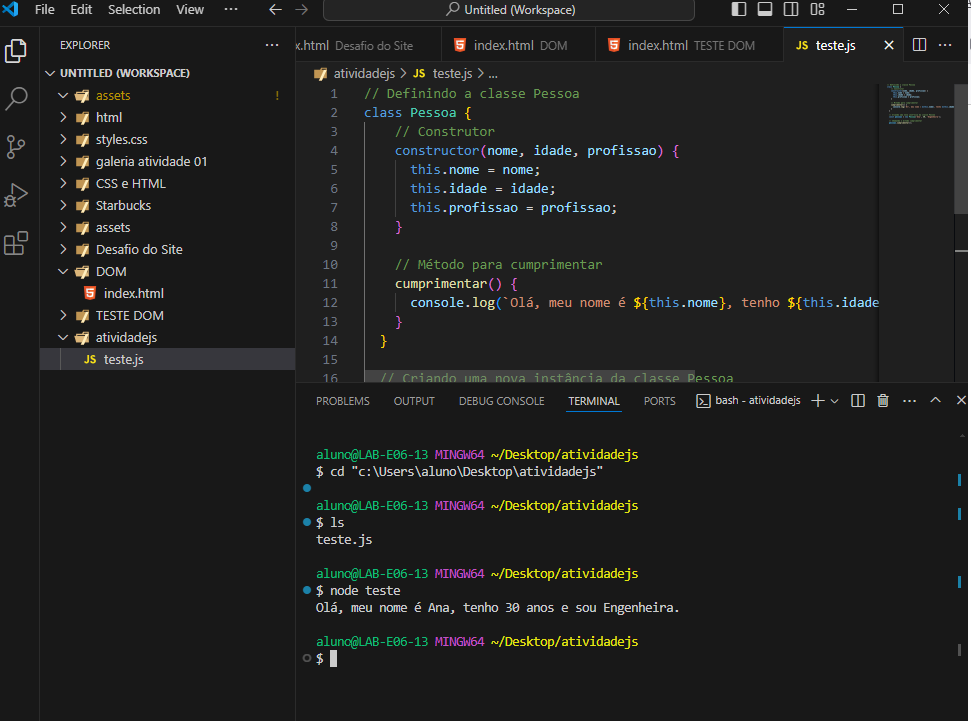 File Edit Selection View ··· Untitled (Workspace)
EXPLORER ···
x.html Desafio do Site index.html DOM index.html TESTE DOM JS teste.js ···
UNTITLED (WORKSPACE)
assets !
html
styles.css
galeria atividade 01
CSS e HTML
Starbucks
assets
Desafio do Site
DOM
index.html
TESTE DOM
atividadejs
JS teste.js
atividadejs > JS teste.js > ...
1 // Definindo a classe Pessoa
2 class Pessoa {
3 // Construtor
4 constructor(nome, idade, profissao) {
5 this.nome = nome;
6 this.idade = idade;
7 this.profissao = profissao;
8 }
9
10 // Método para cumprimentar
11 cumprimentar() {
12 console.log(`Olá, meu nome é ${this.nome}, tenho ${this.idade
13 }
14 }
15
16 // Criando uma nova instância da classe Pessoa
PROBLEMS OUTPUT DEBUG CONSOLE TERMINAL PORTS bash - atividadejs ···
aluno@LAB-E06-13 MINGW64 ~/Desktop/atividadejs
$ cd "c:\Users\aluno\Desktop\atividadejs"
aluno@LAB-E06-13 MINGW64 ~/Desktop/atividadejs
$ ls
teste.js
aluno@LAB-E06-13 MINGW64 ~/Desktop/atividadejs
$ node teste
Olá, meu nome é Ana, tenho 30 anos e sou Engenheira.
aluno@LAB-E06-13 MINGW64 ~/Desktop/atividadejs
$